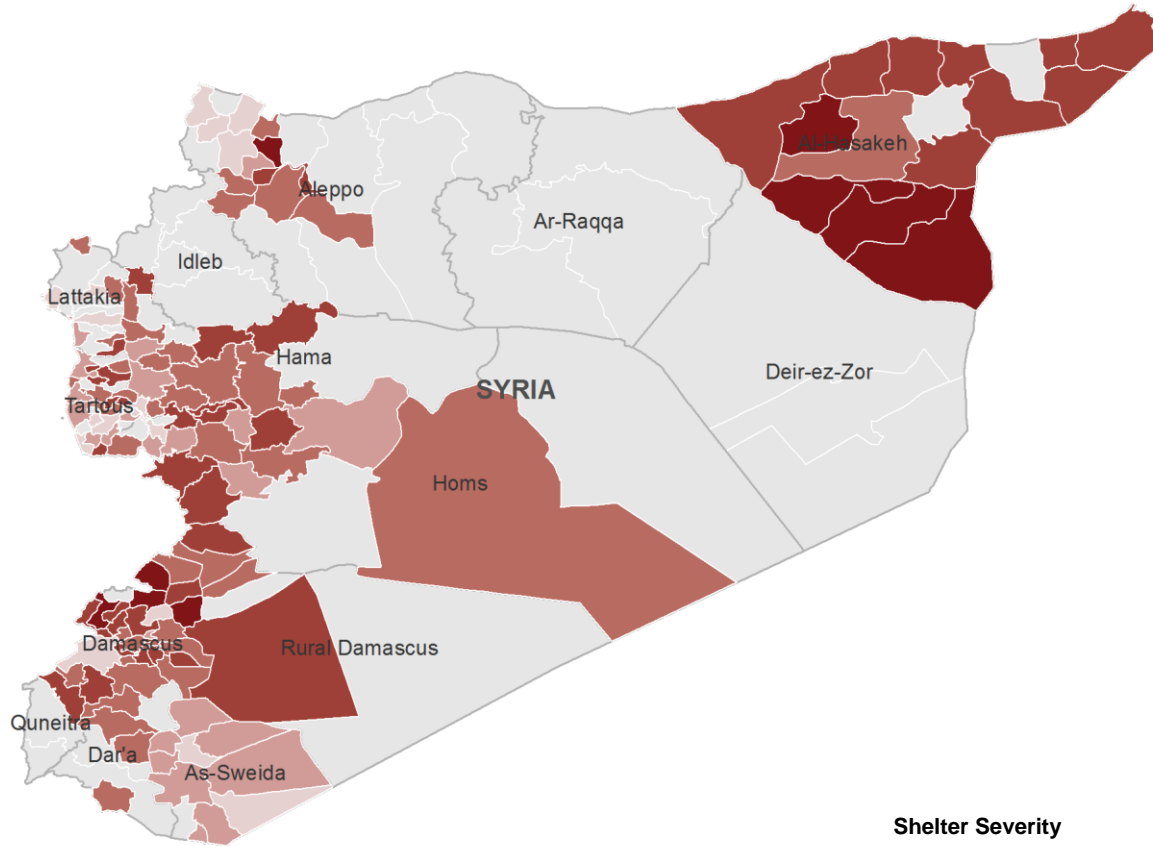 Al-Hasakeh
Aleppo
Ar-Raqqa
Idleb
Lattakia
Hama
Deir-ez-Zor
SYRIA
Tartous
Homs
Damascus
Rural Damascus
Quneitra
Dar'a
As-Sweida
Shelter Severity